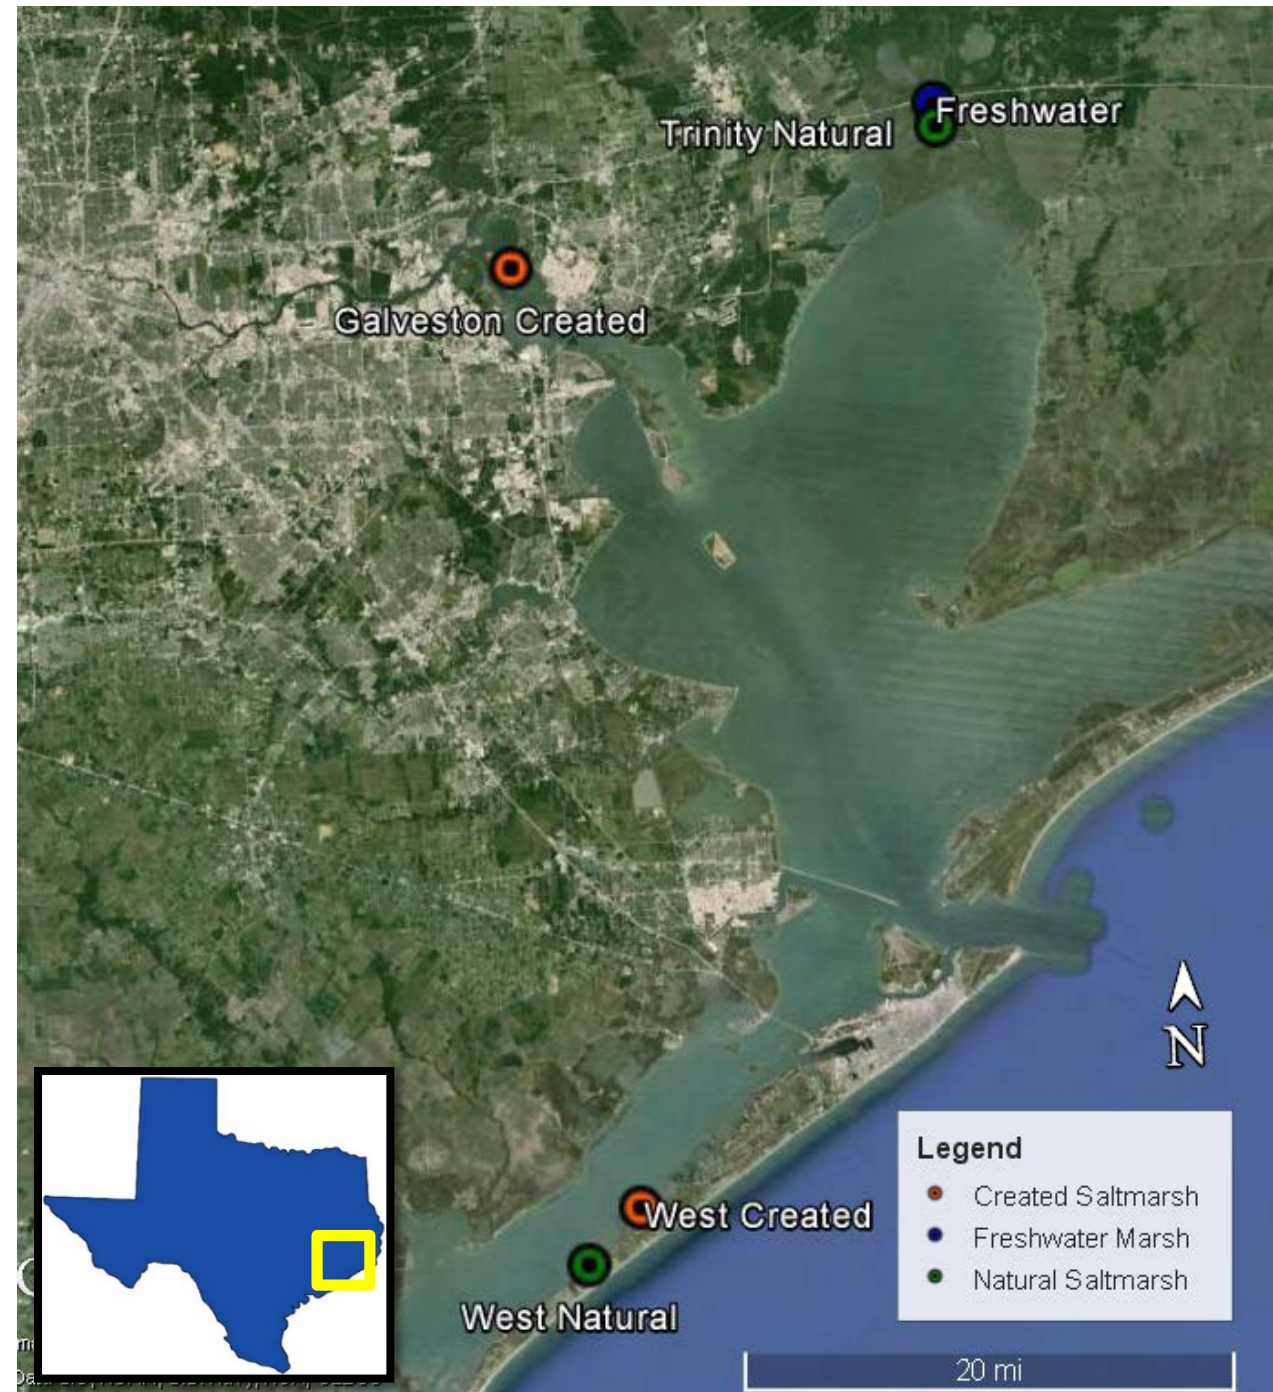 Freshwater
Trinity Natural
Galveston Created
N
Legend
Created Saltmarsh
Freshwater Marsh
Natural Saltmarsh
West Created
West Natural
20 mi